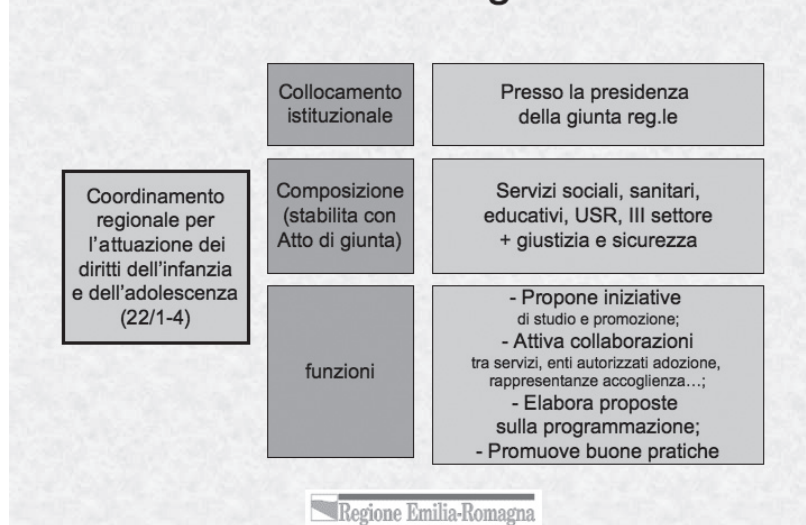 Coordinamento
regionale per
l'attuazione dei
diritti dell'infanzia
e dell'adolescenza
(22/1-4)
Collocamento
istituzionale
Presso la presidenza
della giunta reg.le
Composizione
(stabilita con
Atto di giunta)
Servizi sociali, sanitari,
educativi, USR, III settore
+ giustizia e sicurezza
funzioni
- Propone iniziative
di studio e promozione;
- Attiva collaborazioni
tra servizi, enti autorizzati adozione,
rappresentanze accoglienza…;
- Elabora proposte
sulla programmazione;
- Promuove buone pratiche
Regione Emilia-Romagna